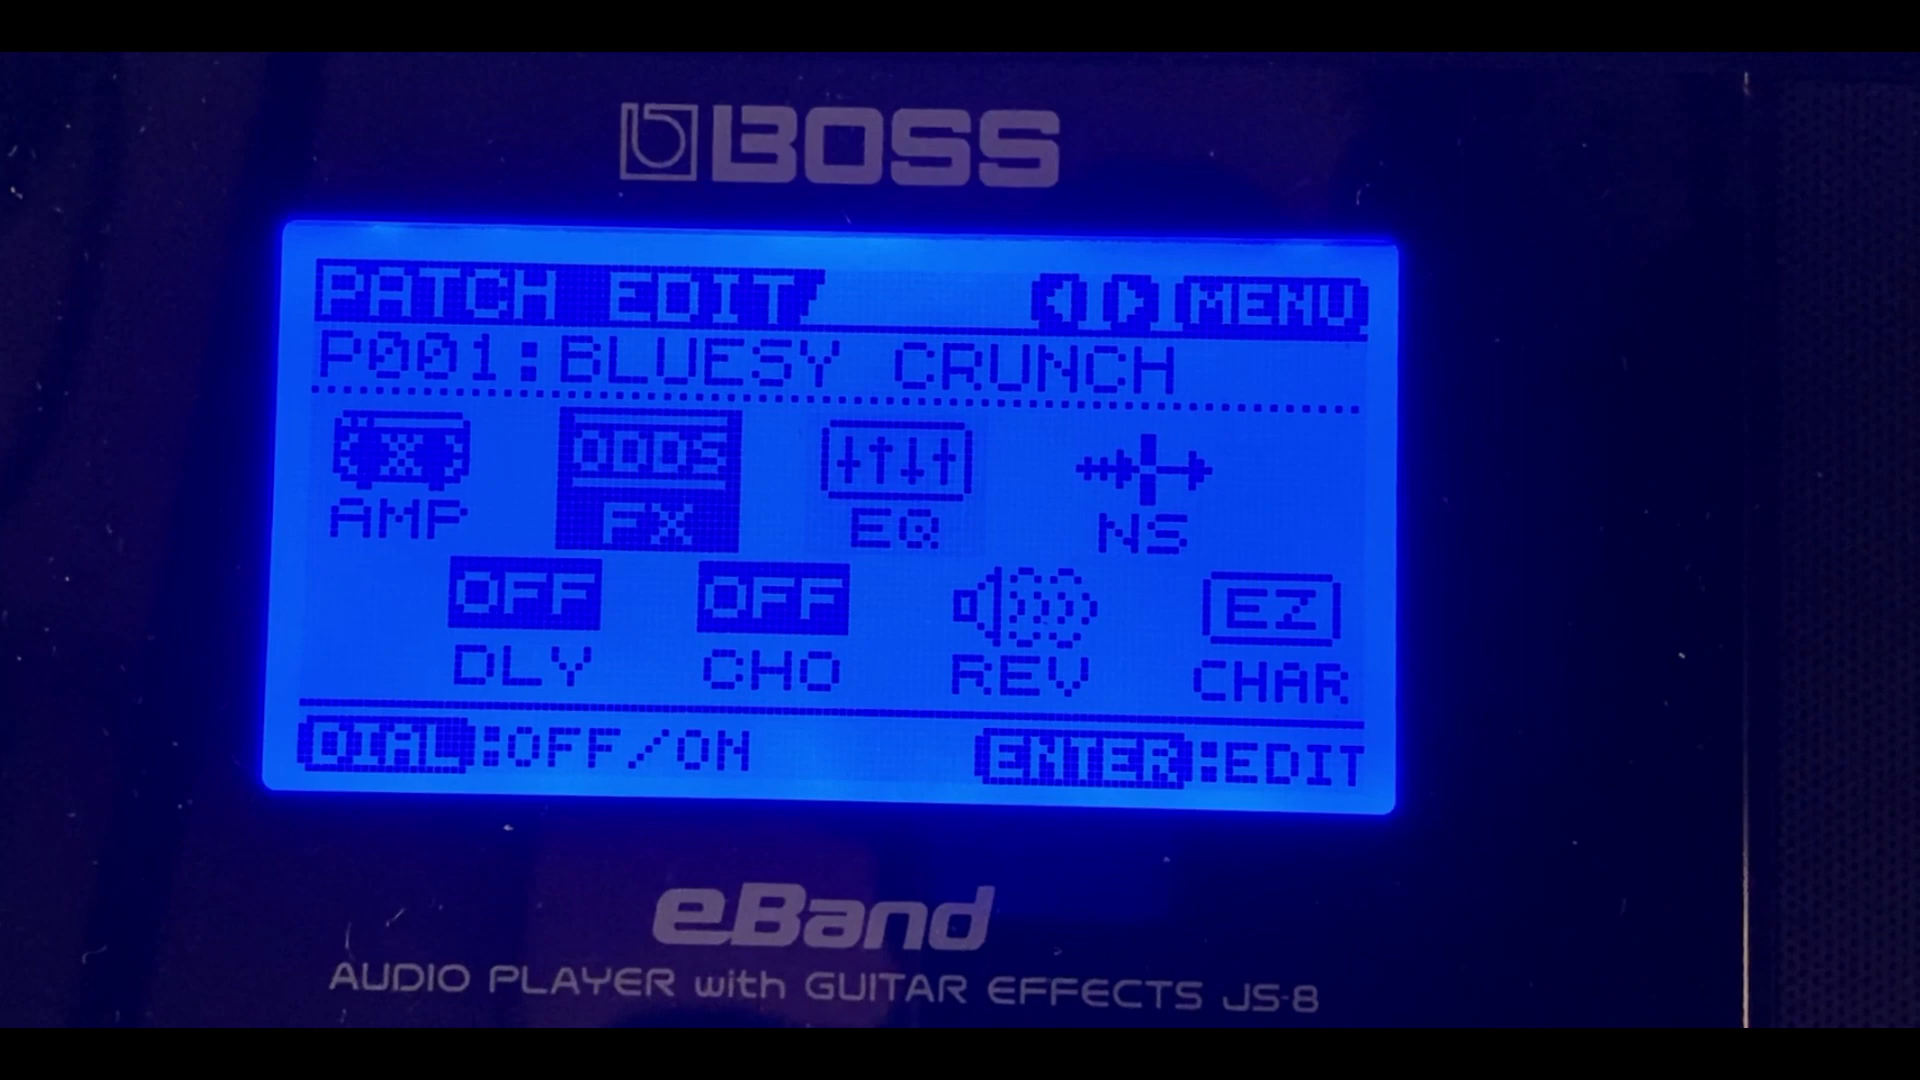 BOSS
PATCH EDIT MENU
P001:BLUESY CRUNCH
ODDS
AMP FX EQ NS
OFF OFF EZ
DLY CHO REV CHAR
DIAL:OFF/ON ENTER:EDIT
eBand
AUDIO PLAYER with GUITAR EFFECTS JS-8